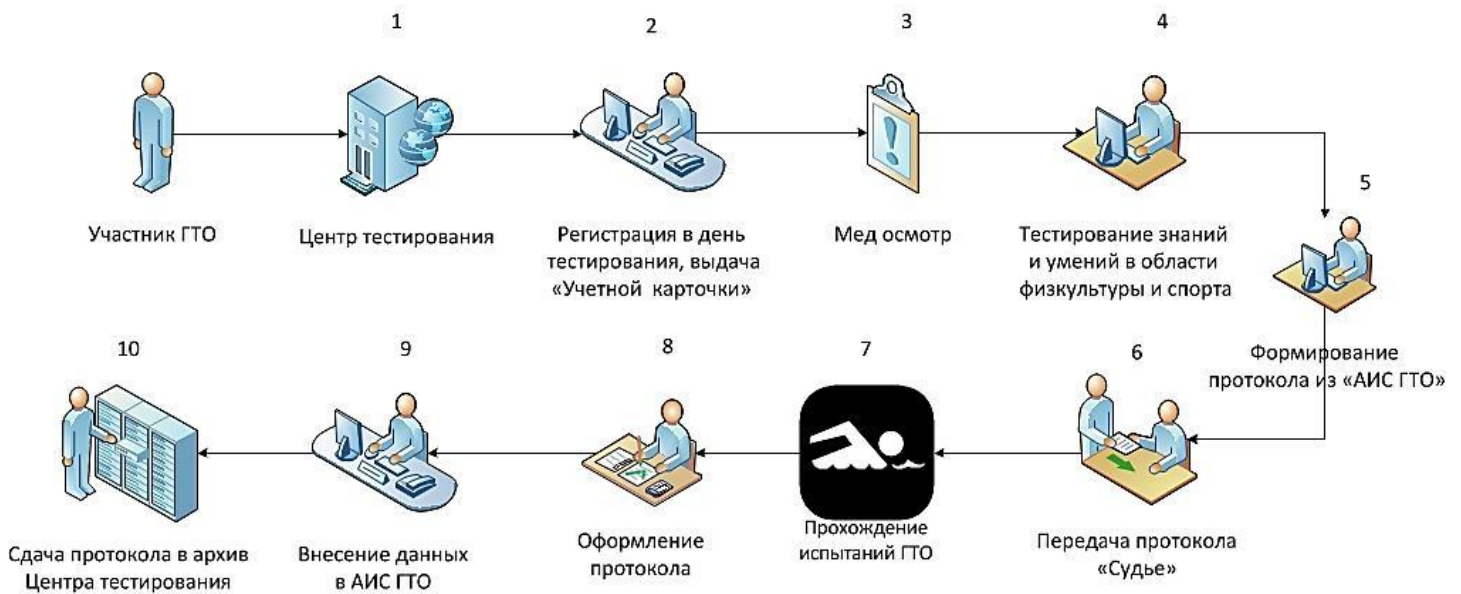 1
2
3
4
5
Участник ГТО
Центр тестирования
Регистрация в день
тестирования, выдача
«Учетной карточки»
Мед осмотр
Тестирование знаний
и умений в области
физкультуры и спорта
Формирование
протокола из «АИС ГТО»
6
7
8
9
10
Передача протокола
«Судье»
Прохождение
испытаний ГТО
Оформление
протокола
Внесение данных
в АИС ГТО
Сдача протокола в архив
Центра тестирования